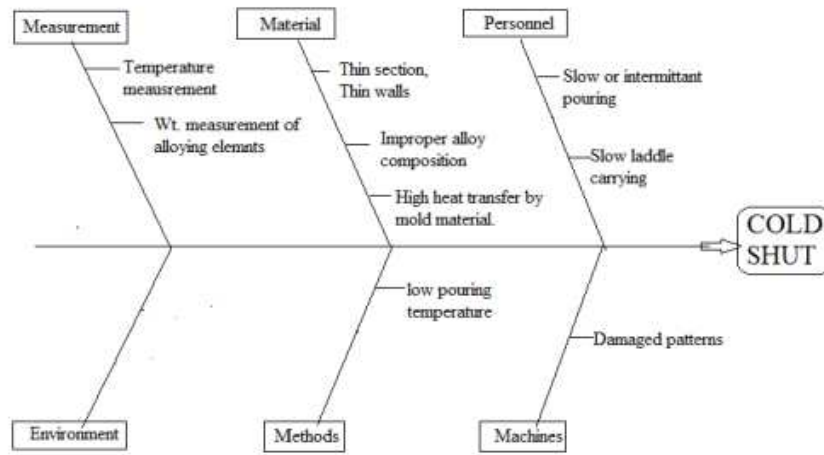 Measurement
Material
Personnel
Temperature
meausrement
Wt. measurement of
alloying elemnts
Thin section,
Thin walls
Improper alloy
composition
High heat transfer by
mold material.
Slow or intermittant
pouring
Slow laddle
carrying
COLD
SHUT
low pouring
temperature
Damaged patterns
Environment
Methods
Machines